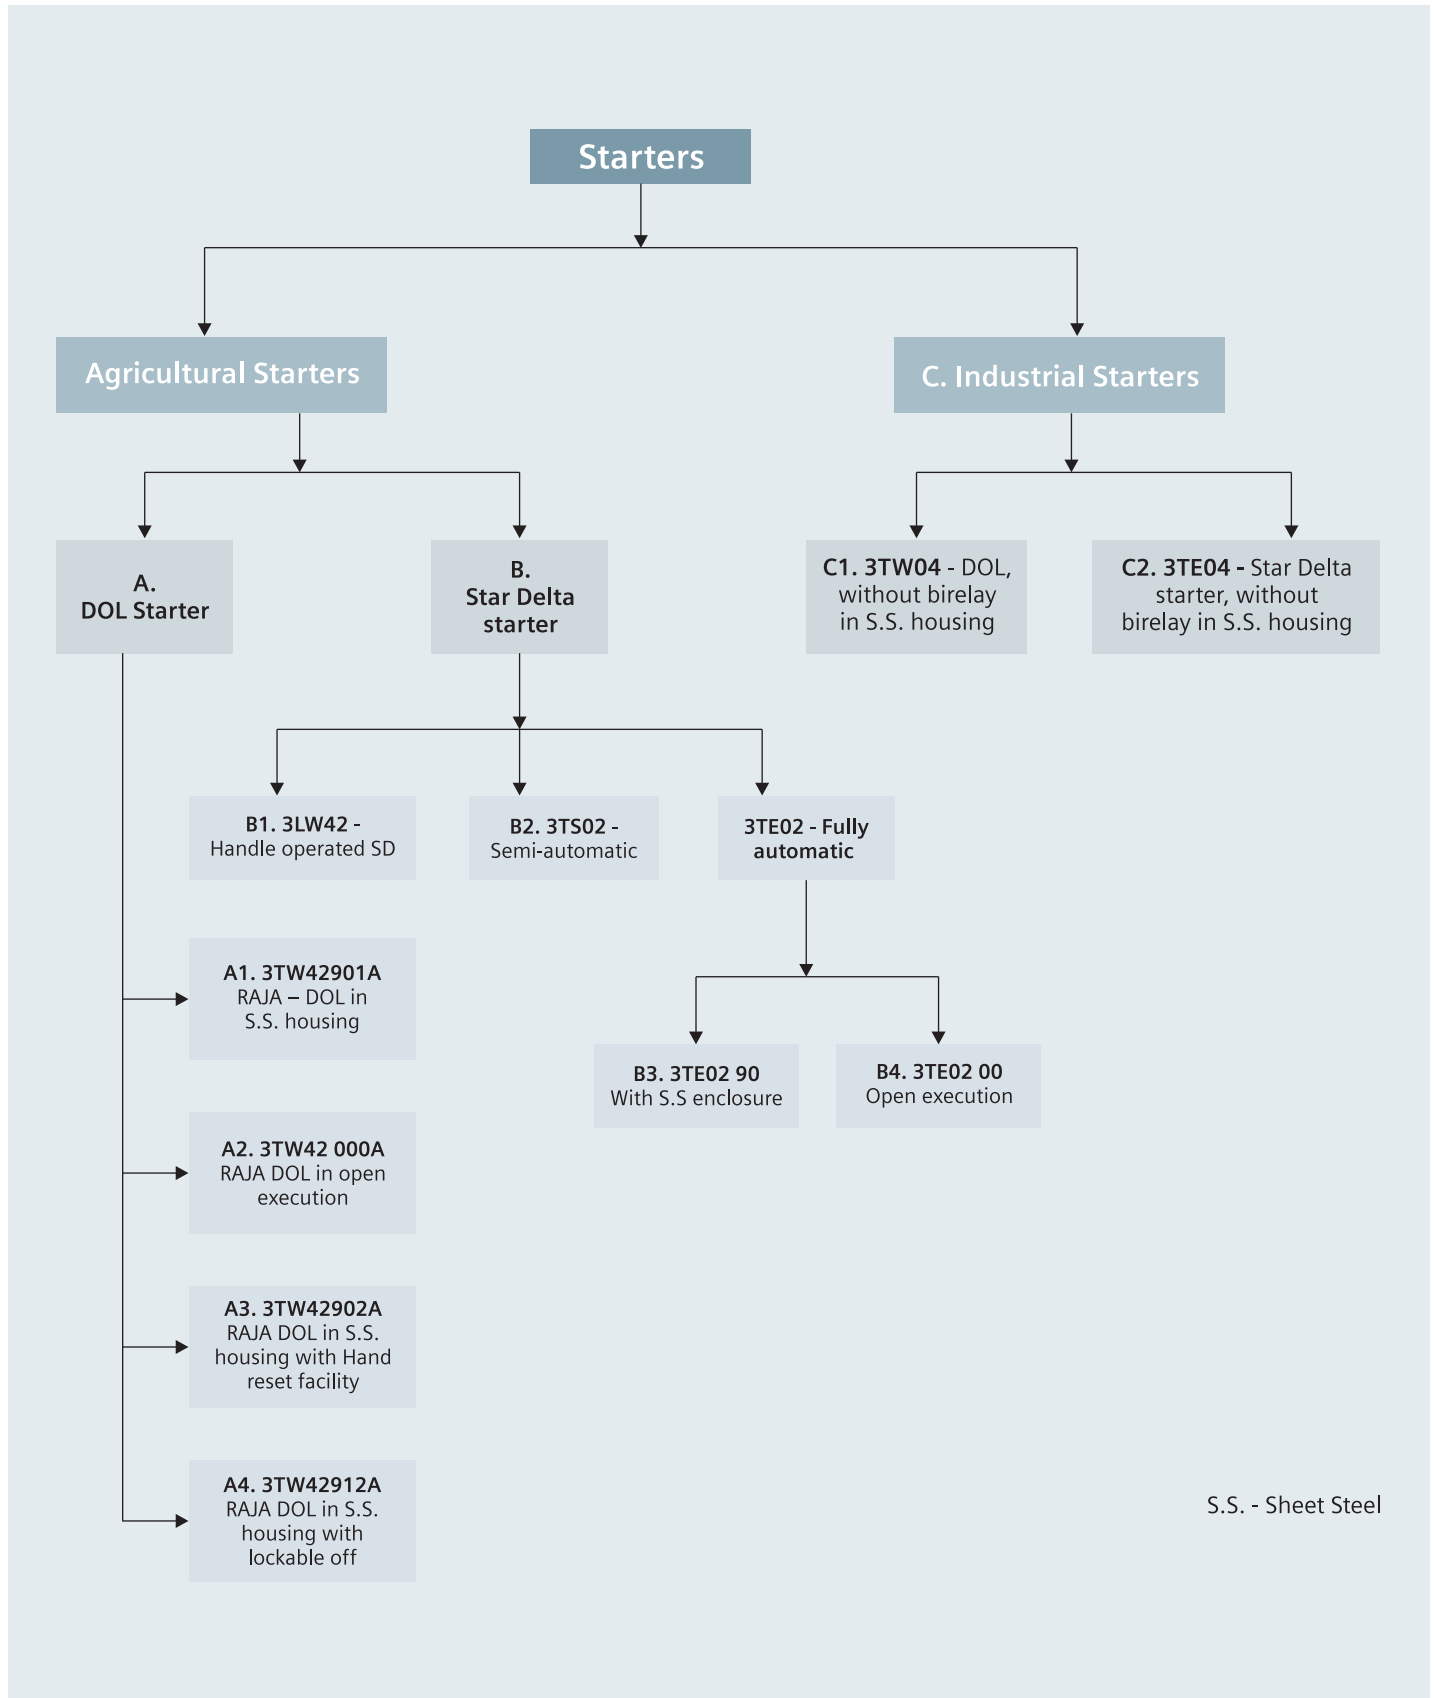 Starters
Agricultural Starters
C. Industrial Starters
A.
DOL Starter
B.
Star Delta
starter
C1. 3TW04 - DOL,
without birelay
in S.S. housing
C2. 3TE04 - Star Delta
starter, without
birelay in S.S. housing
B1. 3LW42 -
Handle operated SD
B2. 3TS02 -
Semi-automatic
3TE02 - Fully
automatic
A1. 3TW42901A
RAJA – DOL in
S.S. housing
B3. 3TE02 90
With S.S enclosure
B4. 3TE02 00
Open execution
A2. 3TW42 000A
RAJA DOL in open
execution
A3. 3TW42902A
RAJA DOL in S.S.
housing with Hand
reset facility
A4. 3TW42912A
RAJA DOL in S.S.
housing with
lockable off
S.S. - Sheet Steel